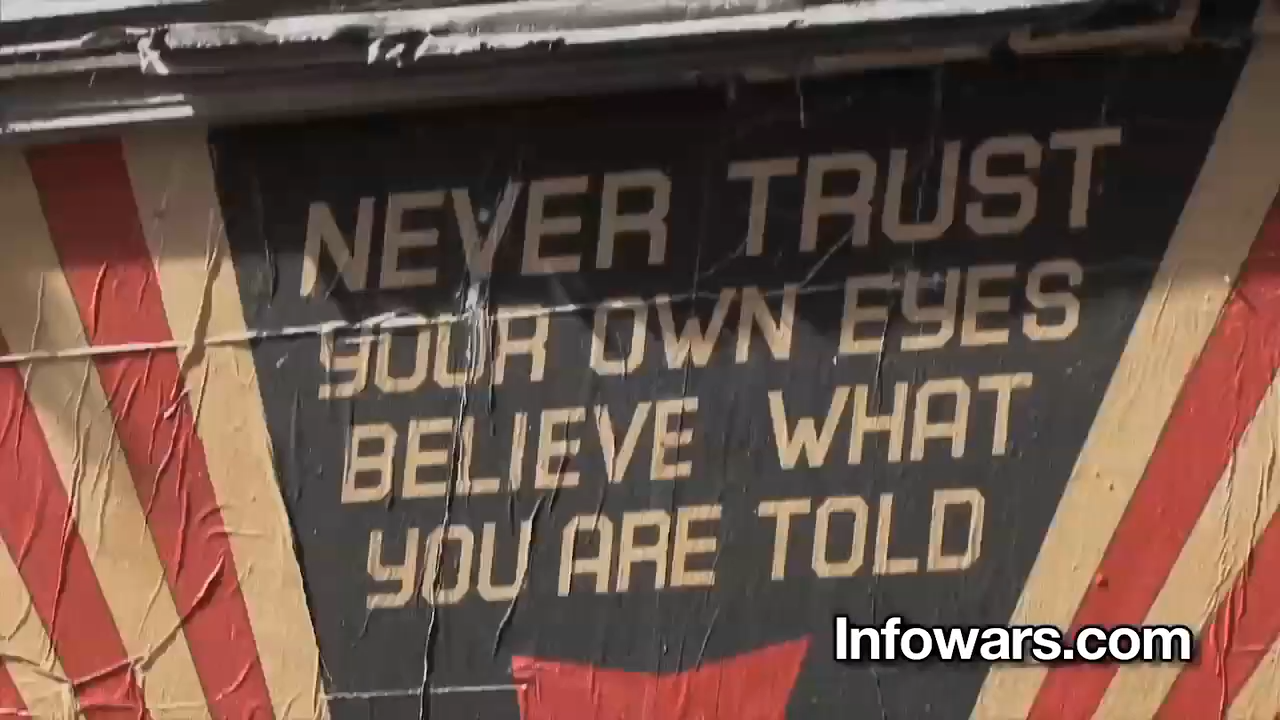 NEVER TRUST
YOUR OWN EYES
BELIEVE WHAT
YOU ARE TOLD
Infowars.com